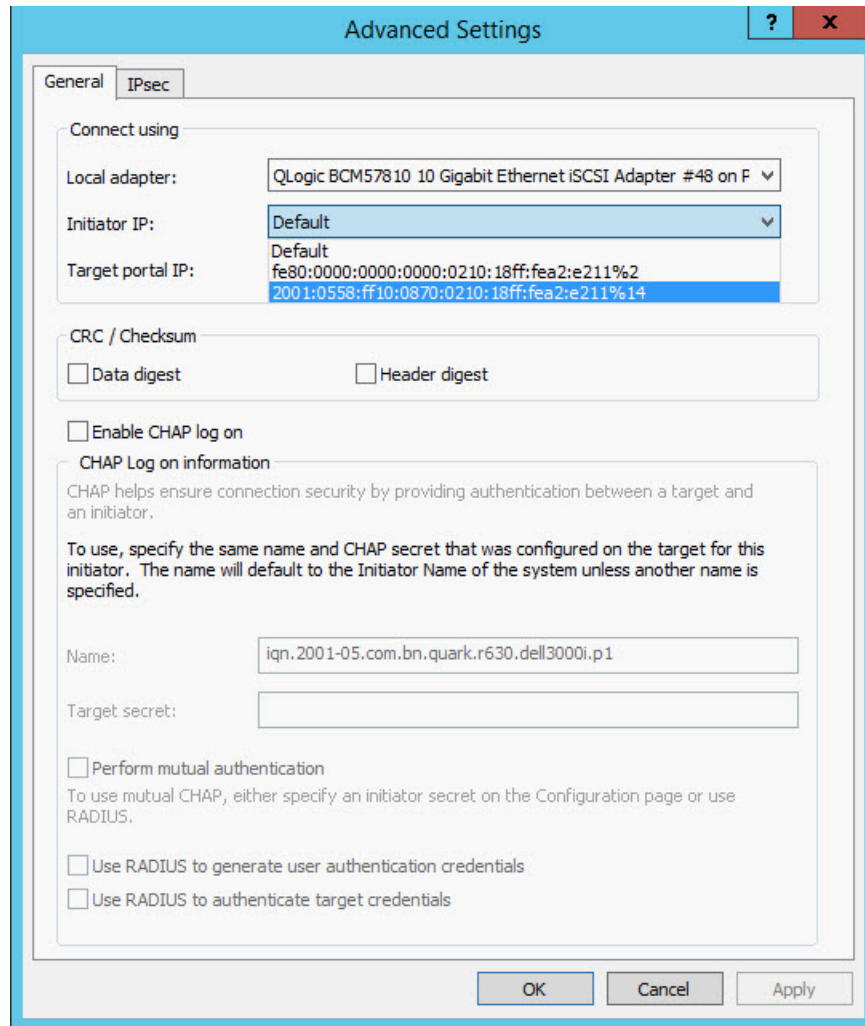 Advanced Settings
?
x
General
IPsec
Connect using
Local adapter:
QLogic BCM57810 10 Gigabit Ethernet iSCSI Adapter #48 on F
Initiator IP:
Default
Default
fe80:0000:0000:0000:0210:18ff:fea2:e211%2
Target portal IP:
2001:0558:ff10:0870:0210:18ff:fea2:e211%14
CRC / Checksum
Data digest
Header digest
Enable CHAP log on
CHAP Log on information
CHAP helps ensure connection security by providing authentication between a target and
an initiator.
To use, specify the same name and CHAP secret that was configured on the target for this
initiator. The name will default to the Initiator Name of the system unless another name is
specified.
Name:
iqn.2001-05.com.bn.quark.r630.dell3000i.p1
Target secret:
Perform mutual authentication
To use mutual CHAP, either specify an initiator secret on the Configuration page or use
RADIUS.
Use RADIUS to generate user authentication credentials
Use RADIUS to authenticate target credentials
OK
Cancel
Apply